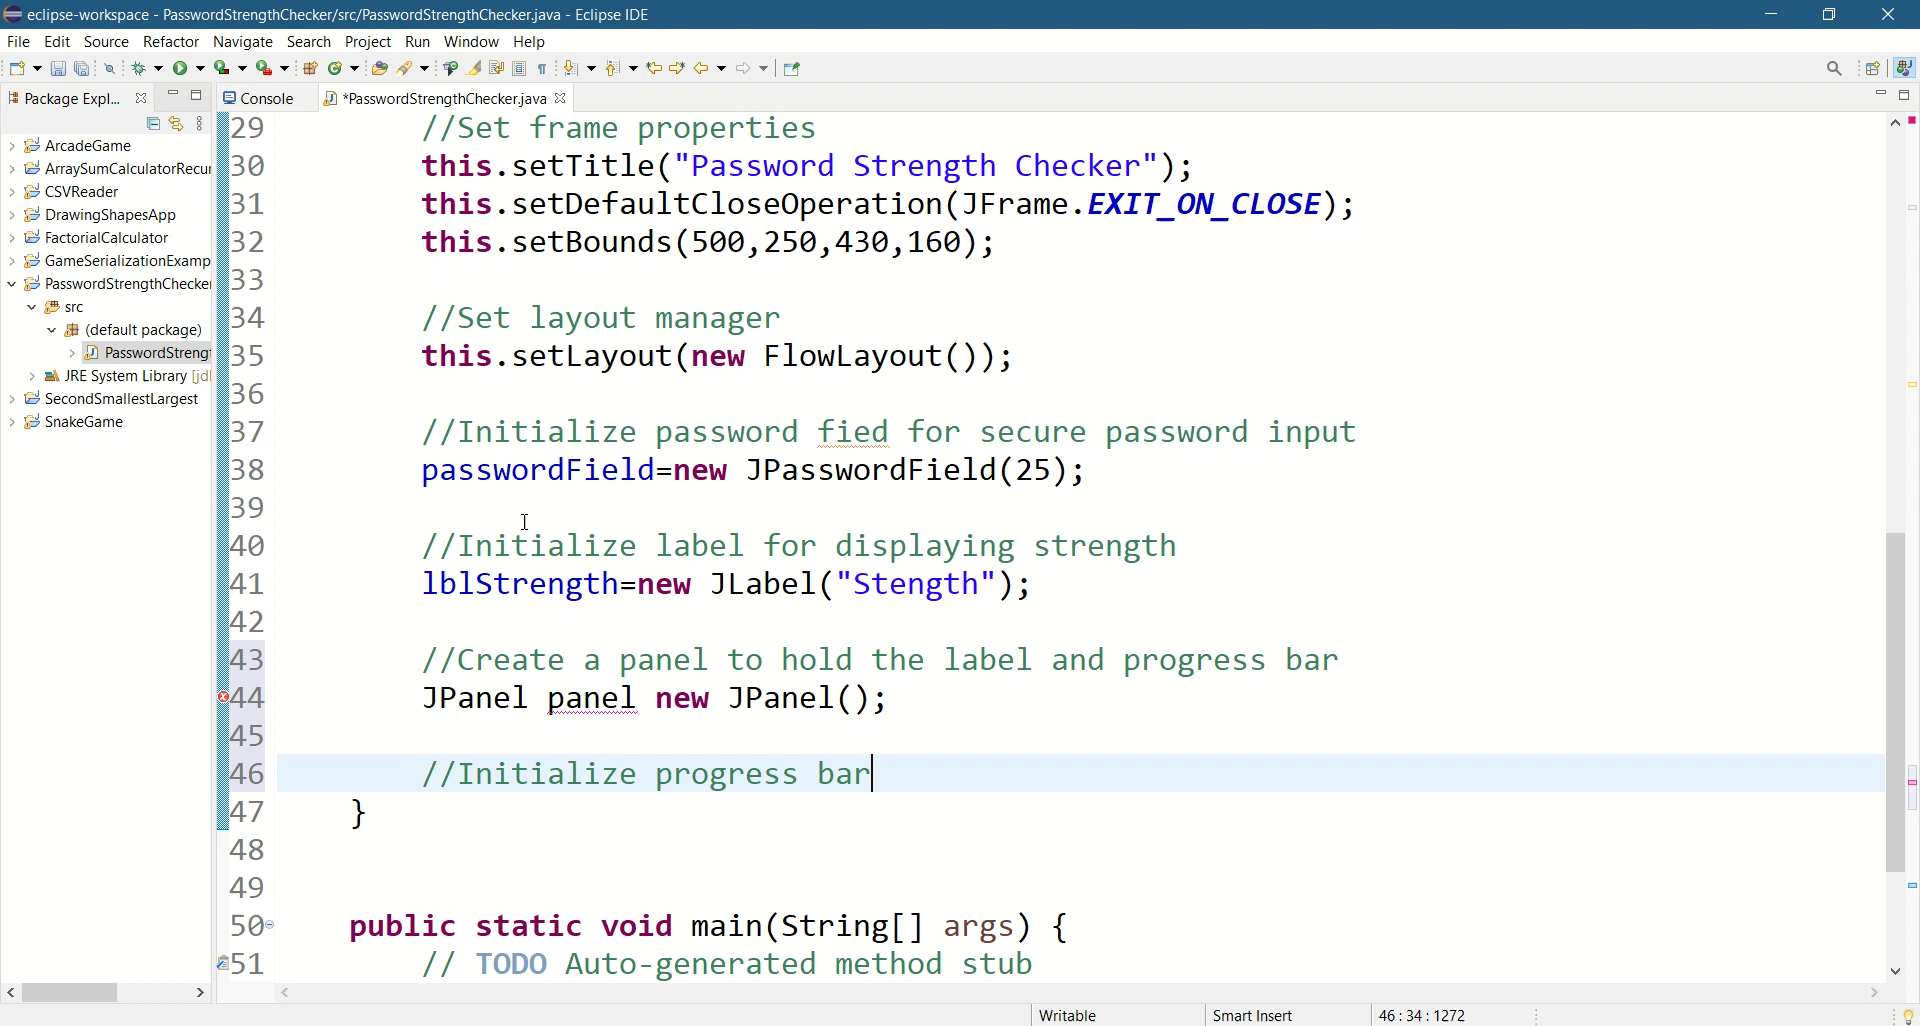 eclipse-workspace - PasswordStrengthChecker/src/PasswordStrengthChecker.java - Eclipse IDE
File Edit Source Refactor Navigate Search Project Run Window Help
Package Expl...
Console
*PasswordStrengthChecker.java
ArcadeGame
ArraySumCalculatorRecu
CSVReader
DrawingShapesApp
FactorialCalculator
GameSerializationExamp
PasswordStrengthChecke
src
(default package)
PasswordStreng
JRE System Library [jd
SecondSmallestLargest
SnakeGame
29 //Set frame properties
30 this.setTitle("Password Strength Checker");
31 this.setDefaultCloseOperation(JFrame.EXIT_ON_CLOSE);
32 this.setBounds(500,250,430,160);
33
34 //Set layout manager
35 this.setLayout(new FlowLayout());
36
37 //Initialize password fied for secure password input
38 passwordField=new JPasswordField(25);
39
40 //Initialize label for displaying strength
41 lblStrength=new JLabel("Stength");
42
43 //Create a panel to hold the label and progress bar
44 JPanel panel new JPanel();
45
46 //Initialize progress bar
47 }
48
49
50 public static void main(String[] args) {
51 // TODO Auto-generated method stub
Writable Smart Insert 46 : 34 : 1272